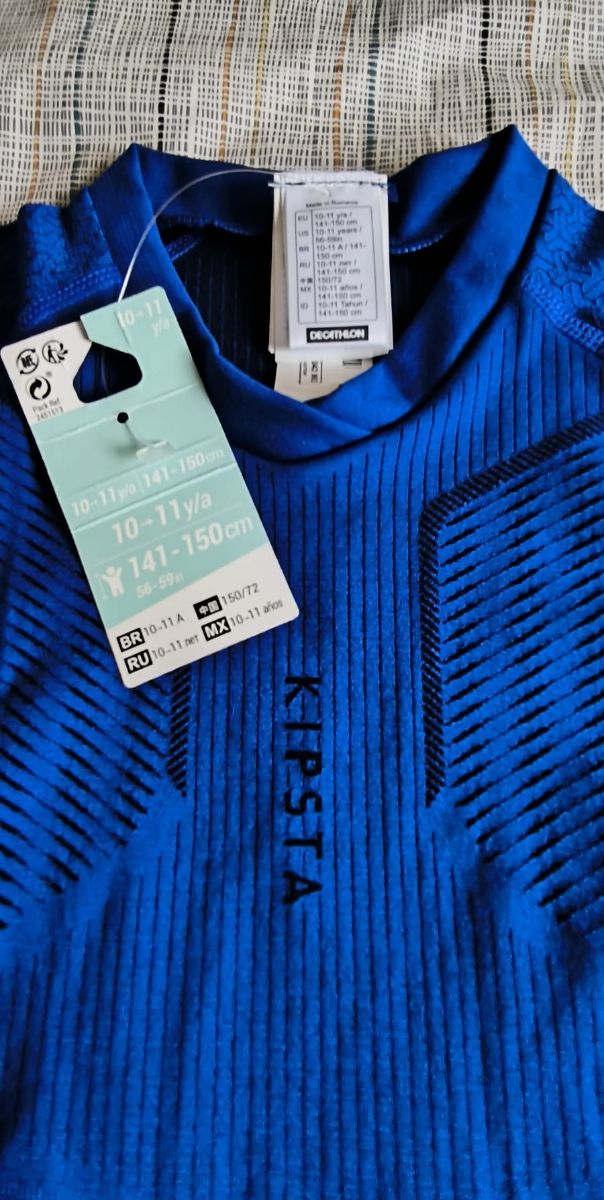 Made in Romania
EU 10-11 y/a /
141-150 cm
US 10-11 years /
56-59in
BR 10-11 A / 141-
150 cm
RU 10-11 лет /
141-150 cm
中国 150/72
MX 10-11 años /
141-150 cm
ID 10-11 Tahun /
141-150 cm
DECATHLON
10→11
y/a
Pack Ref
2451513
10→11y/a 141-150cm
10→11y/a
141-150cm
56-59in
BR 10→11 A 中国 150/72
RU 10→11 лет MX 10→11 años
KIPSTA